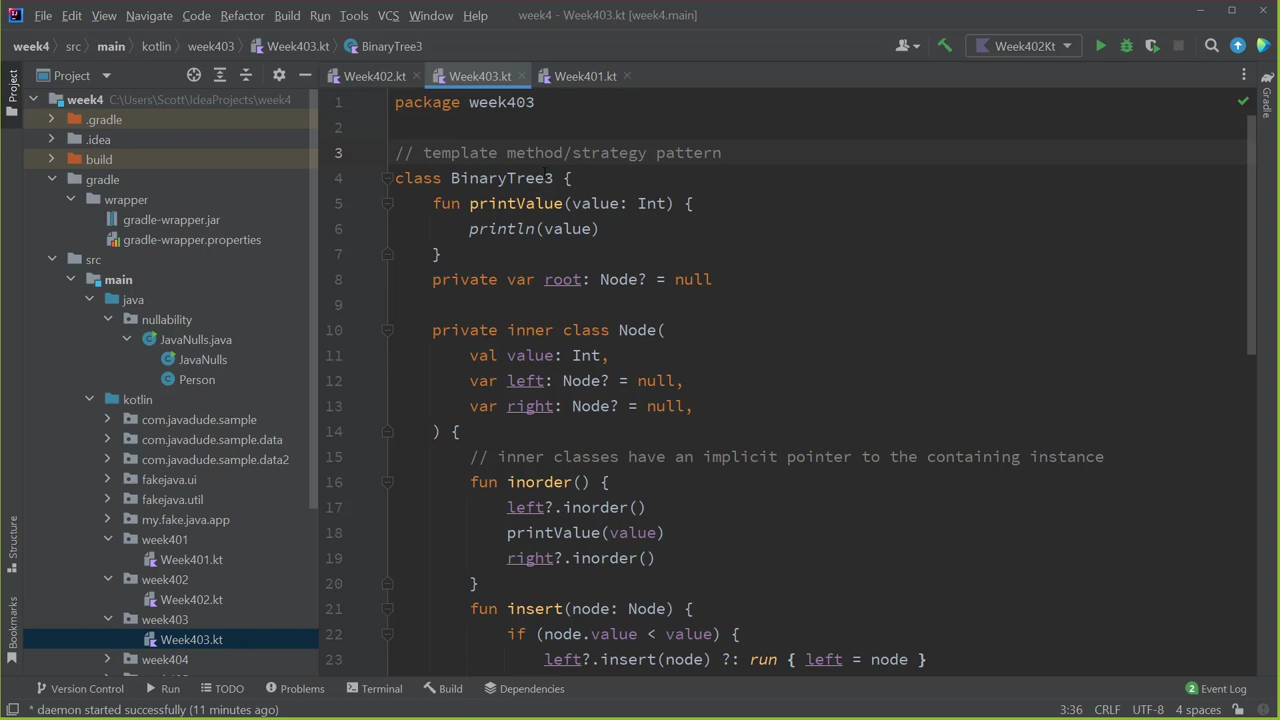 File Edit View Navigate Code Refactor Build Run Tools VCS Window Help week4 - Week403.kt [week4.main]
week4 src main kotlin week403 Week403.kt BinaryTree3 Week402Kt
Project Week402.kt Week403.kt Week401.kt
Project
Structure
Bookmarks
Gradle
week4 C:\Users\Scott\IdeaProjects\week4
.gradle
.idea
build
gradle
wrapper
gradle-wrapper.jar
gradle-wrapper.properties
src
main
java
nullability
JavaNulls.java
JavaNulls
Person
kotlin
com.javadude.sample
com.javadude.sample.data
com.javadude.sample.data2
fakejava.ui
fakejava.util
my.fake.java.app
week401
Week401.kt
week402
Week402.kt
week403
Week403.kt
week404
1 package week403
2
3 // template method/strategy pattern
4 class BinaryTree3 {
5 fun printValue(value: Int) {
6 println(value)
7 }
8 private var root: Node? = null
9
10 private inner class Node(
11 val value: Int,
12 var left: Node? = null,
13 var right: Node? = null,
14 ) {
15 // inner classes have an implicit pointer to the containing instance
16 fun inorder() {
17 left?.inorder()
18 printValue(value)
19 right?.inorder()
20 }
21 fun insert(node: Node) {
22 if (node.value < value) {
23 left?.insert(node) ?: run { left = node }
Version Control Run TODO Problems Terminal Build Dependencies 2 Event Log
* daemon started successfully (11 minutes ago) 3:36 CRLF UTF-8 4 spaces